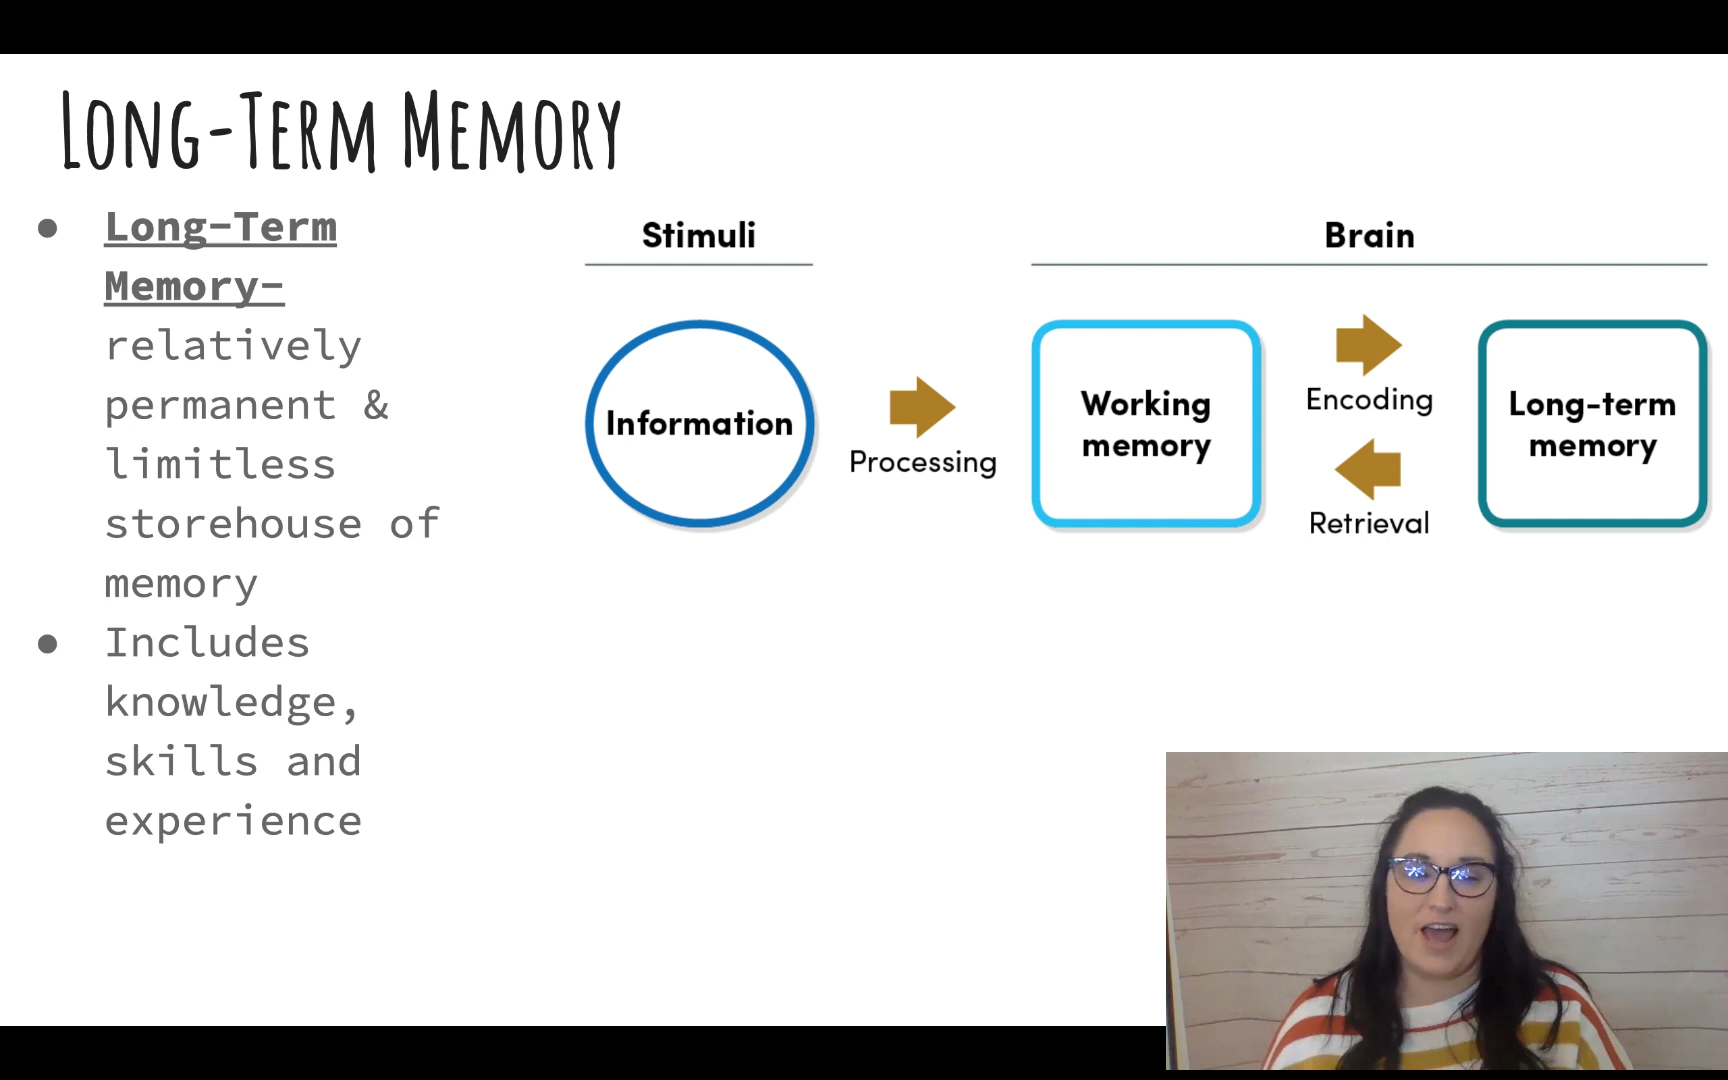 Long-Term Memory
● Long-Term
Memory-
relatively
permanent &
limitless
storehouse of
memory
● Includes
knowledge,
skills and
experience
Stimuli
Brain
Information
Processing
Working
memory
Encoding
Retrieval
Long-term
memory